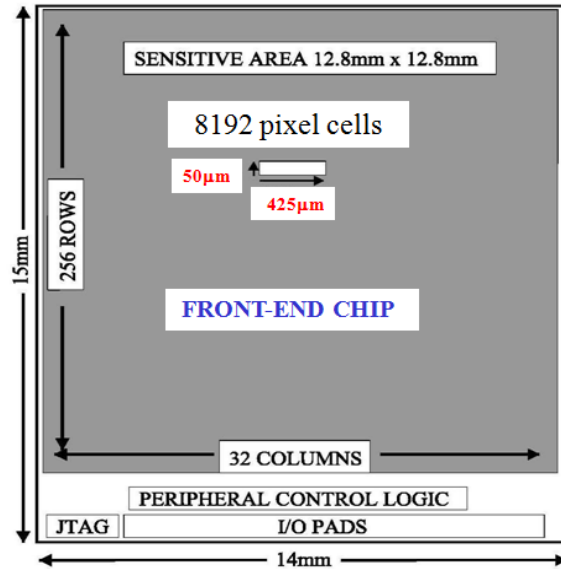 SENSITIVE AREA 12.8mm x 12.8mm
8192 pixel cells
50µm
425µm
256 ROWS
15mm
FRONT-END CHIP
32 COLUMNS
PERIPHERAL CONTROL LOGIC
JTAG
I/O PADS
14mm